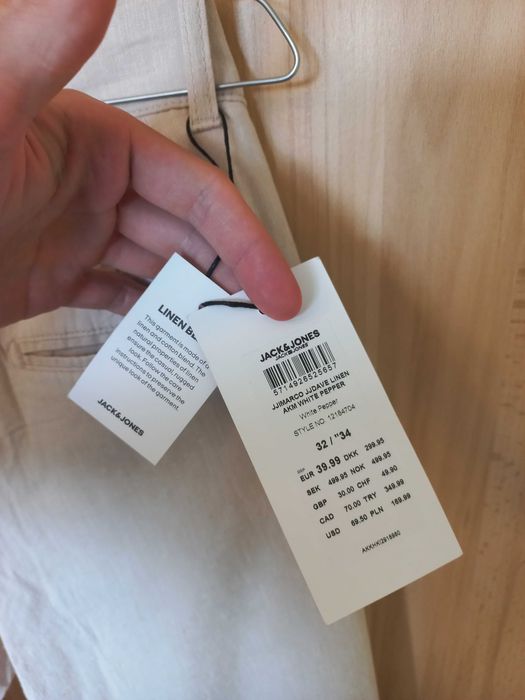 LINEN B
This garment is made of a
linen and cotton blend. The
natural properties of linen
ensure the casual, rugged
look. Follow the care
instructions to preserve the
unique look of the garment.
JACK&JONES
JACK&JONES
JACK&JONES
5714928525657
JJIMARCO JJDAVE LINEN
AKM WHITE PEPPER
White Pepper
STYLE NO. 12184704
32 / "34
EUR 39.99 DKK 299.95
SEK 499.95 NOK 499.95
GBP 30.00 CHF 49.90
CAD 70.00 TRY 349.99
USD 69.50 PLN 169.99